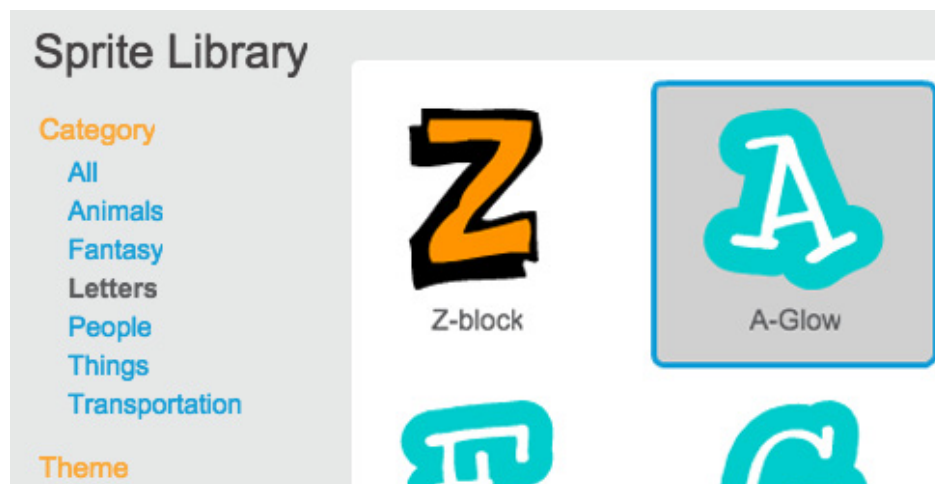 Sprite Library
Category
All
Animals
Fantasy
Letters
People
Things
Transportation
Theme
Z
Z-block
A
A-Glow